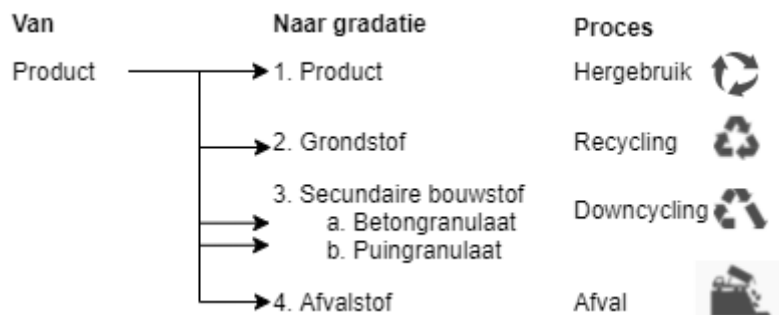 Van Naar gradatie Proces
Product 1. Product Hergebruik
2. Grondstof Recycling
3. Secundaire bouwstof
a. Betongranulaat Downcycling
b. Puingranulaat
4. Afvalstof Afval